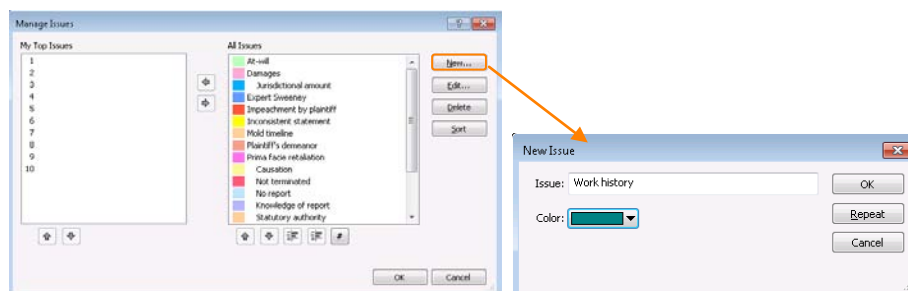 Manage Issues
My Top Issues
1
2
3
4
5
6
7
8
9
10
All Issues
At-will
Damages
Jurisdictional amount
Expert Sweeney
Impeachment by plaintiff
Inconsistent statement
Mold timeline
Plaintiff's demeanor
Prima facie retaliation
Causation
Not terminated
No report
Knowledge of report
Statutory authority
New...
Edit...
Delete
Sort
OK
Cancel
New Issue
Issue:
Work history
Color:
OK
Repeat
Cancel